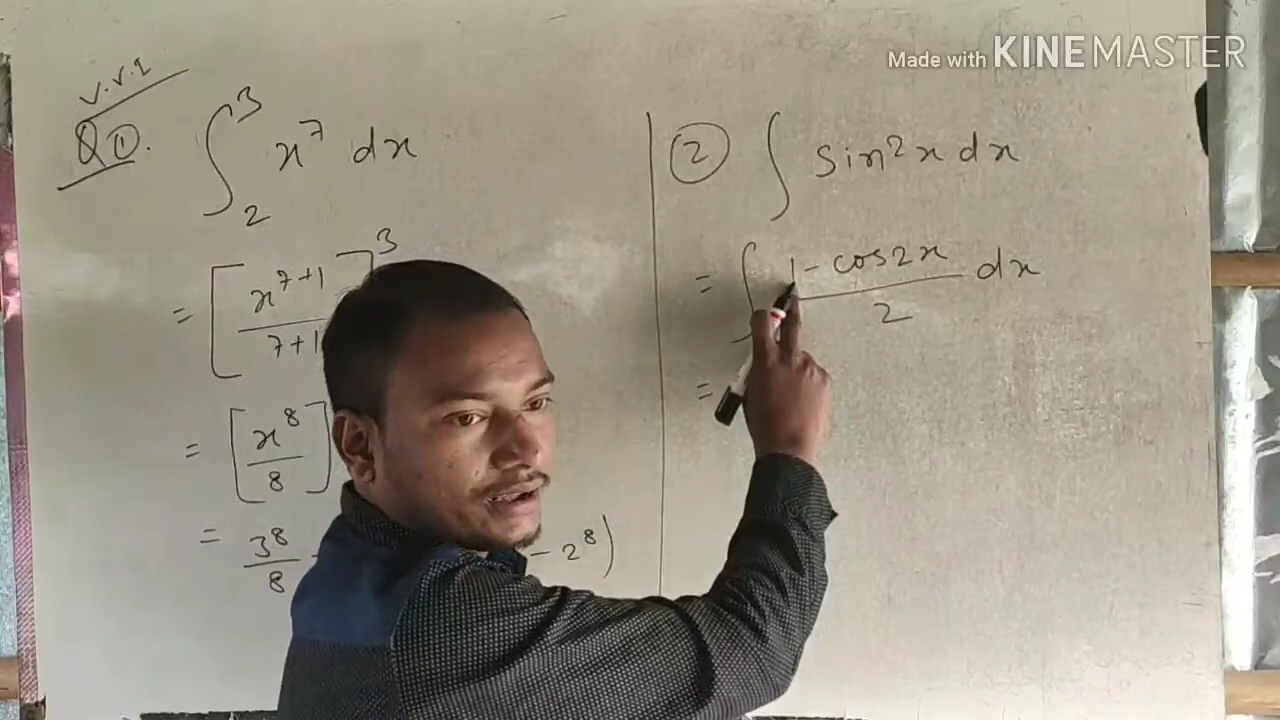 Made with KINEMASTER
V.V.I
Q①. ∫₂³ x⁷ dx
= [x⁷⁺¹/7+1]³
= [x⁸/8]
= 3⁸/8 - 2⁸)
② ∫ sin²x dx
= ∫ 1-cos2x/2 dx
=